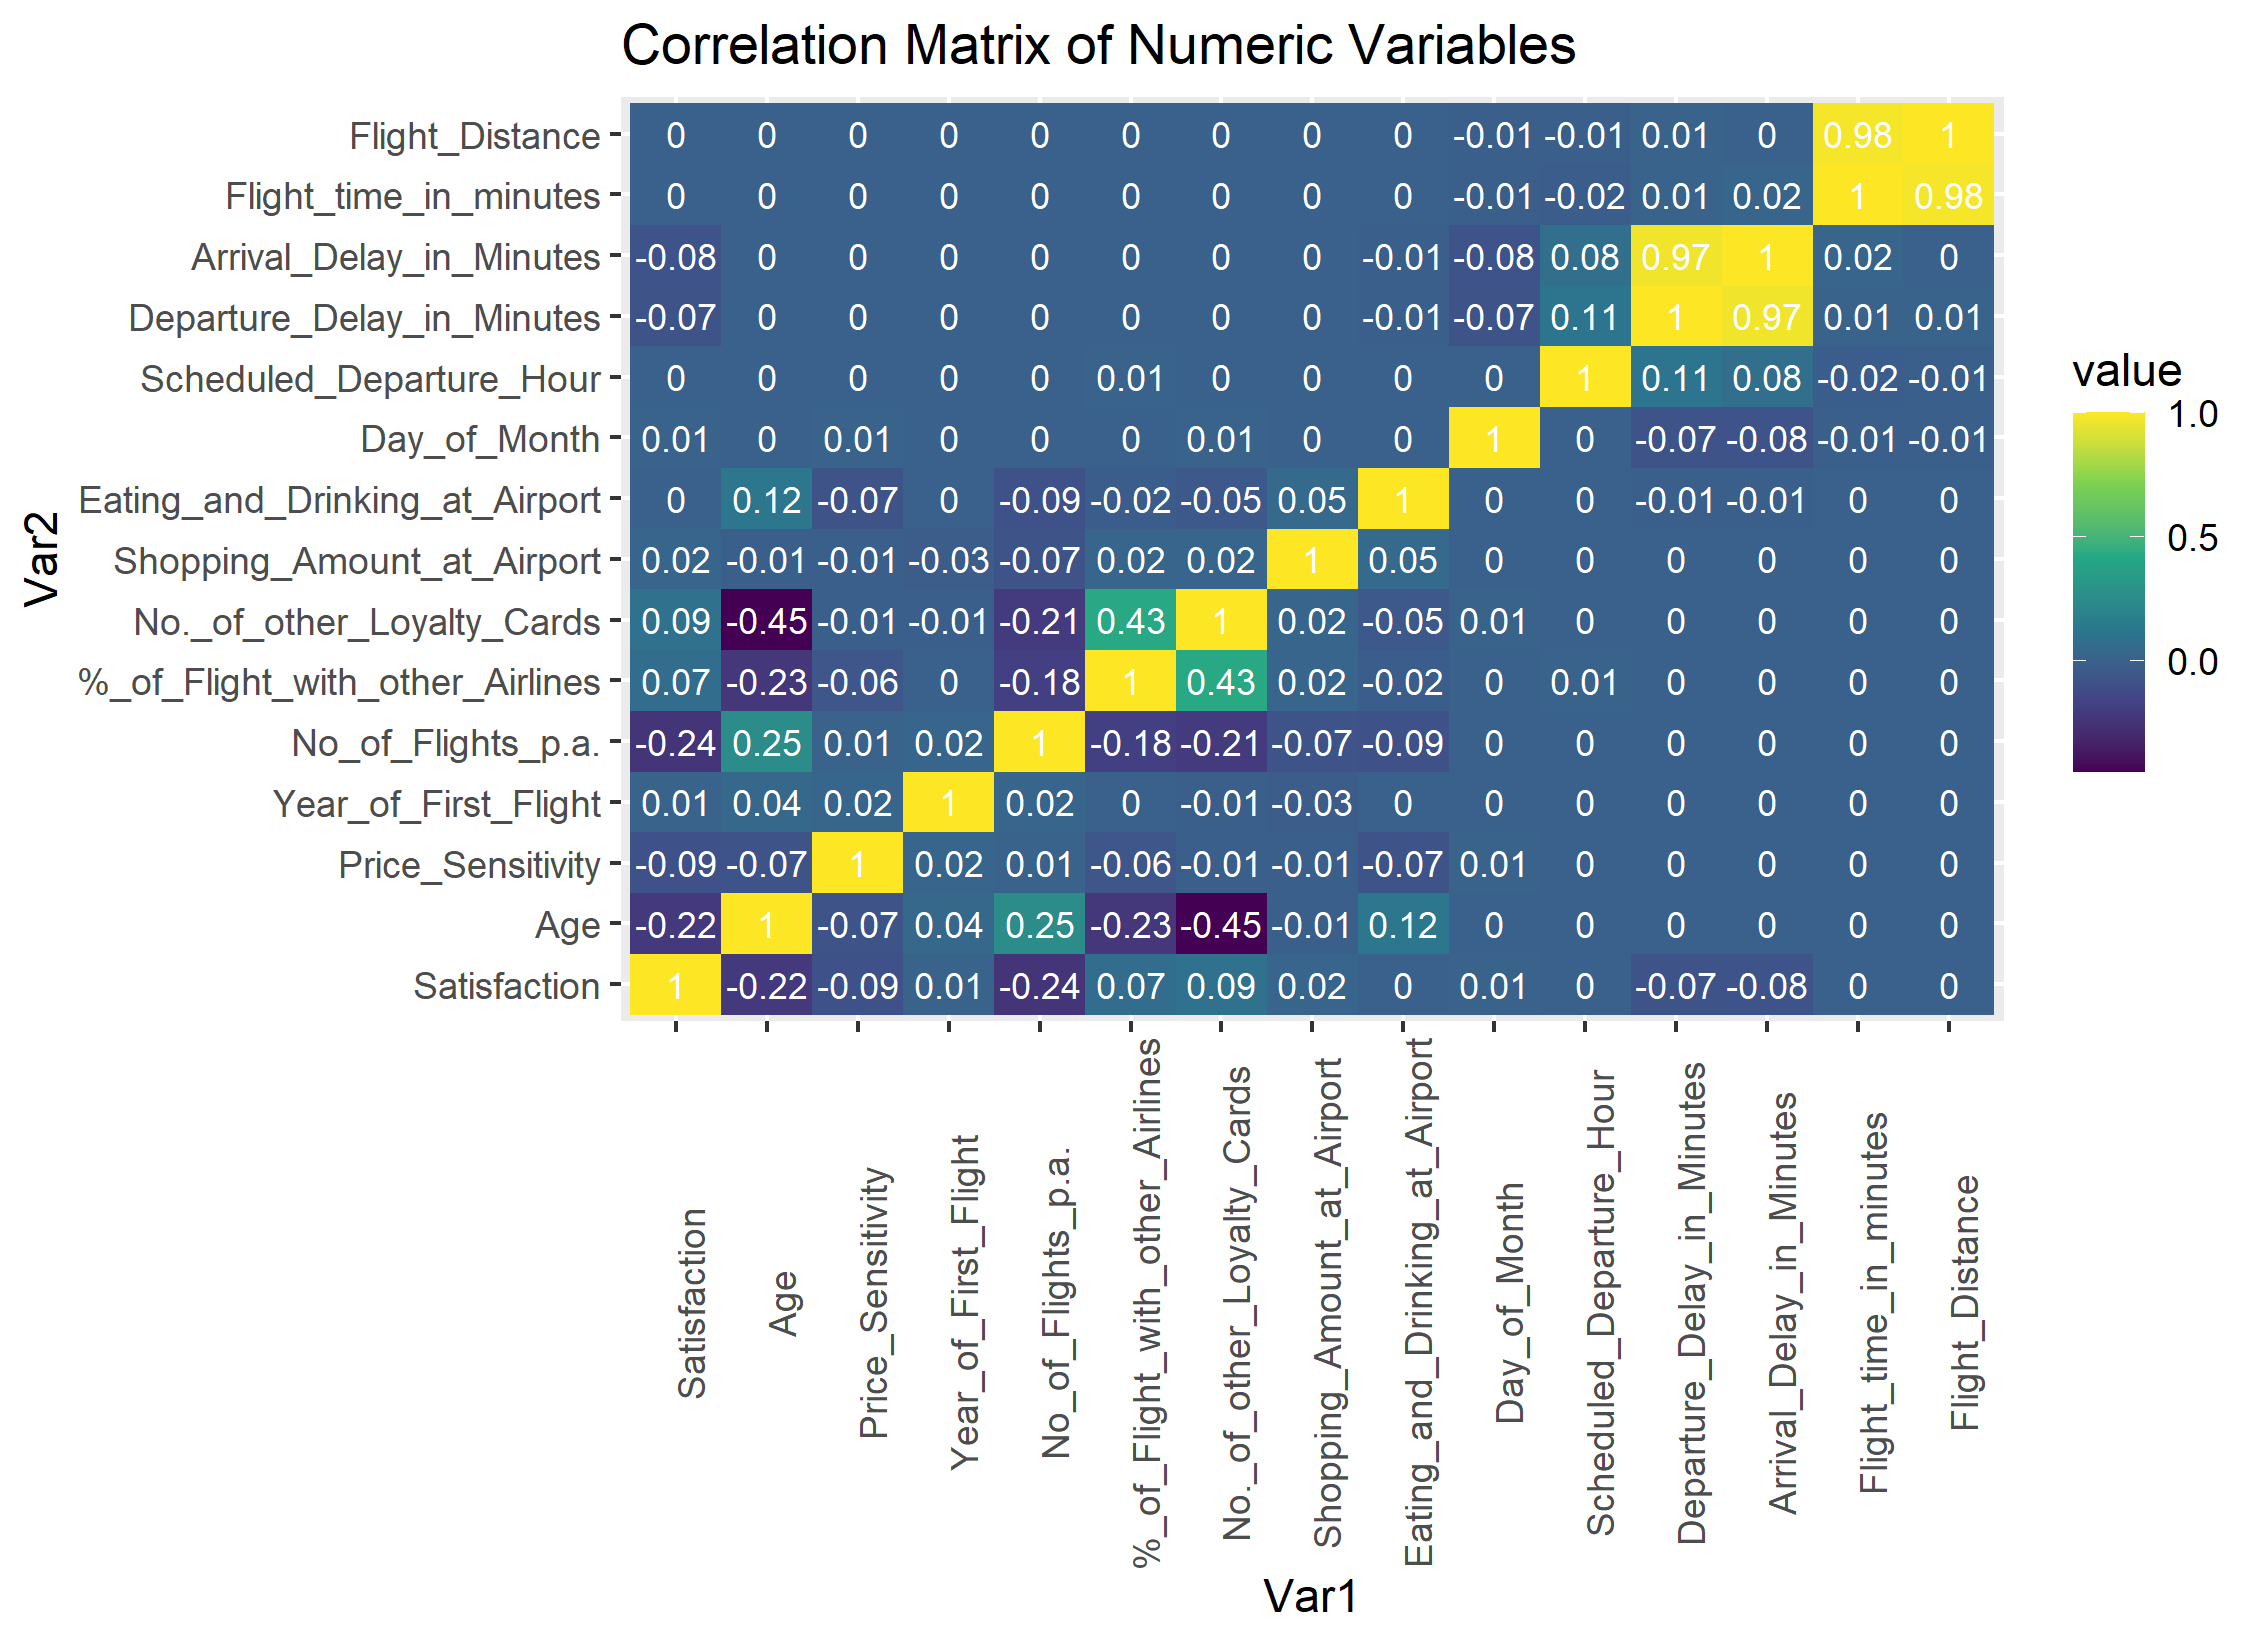 Correlation Matrix of Numeric Variables
Flight_Distance 0 0 0 0 0 0 0 0 0 -0.01 -0.01 0.01 0 0.98 1
Flight_time_in_minutes 0 0 0 0 0 0 0 0 0 -0.01 -0.02 0.01 0.02 1 0.98
Arrival_Delay_in_Minutes -0.08 0 0 0 0 0 0 0 -0.01 -0.08 0.08 0.97 1 0.02 0
Departure_Delay_in_Minutes -0.07 0 0 0 0 0 0 0 -0.01 -0.07 0.11 1 0.97 0.01 0.01
Scheduled_Departure_Hour 0 0 0 0 0 0.01 0 0 0 0 1 0.11 0.08 -0.02 -0.01
Day_of_Month 0.01 0 0.01 0 0 0 0.01 0 0 1 0 -0.07 -0.08 -0.01 -0.01
Eating_and_Drinking_at_Airport 0 0.12 -0.07 0 -0.09 -0.02 -0.05 0.05 1 0 0 -0.01 -0.01 0 0
Shopping_Amount_at_Airport 0.02 -0.01 -0.01 -0.03 -0.07 0.02 0.02 1 0.05 0 0 0 0 0 0
No._of_other_Loyalty_Cards 0.09 -0.45 -0.01 -0.01 -0.21 0.43 1 0.02 -0.05 0.01 0 0 0 0 0
%_of_Flight_with_other_Airlines 0.07 -0.23 -0.06 0 -0.18 1 0.43 0.02 -0.02 0 0.01 0 0 0 0
No_of_Flights_p.a. -0.24 0.25 0.01 0.02 1 -0.18 -0.21 -0.07 -0.09 0 0 0 0 0 0
Year_of_First_Flight 0.01 0.04 0.02 1 0.02 0 -0.01 -0.03 0 0 0 0 0 0 0
Price_Sensitivity -0.09 -0.07 1 0.02 0.01 -0.06 -0.01 -0.01 -0.07 0.01 0 0 0 0 0
Age -0.22 1 -0.07 0.04 0.25 -0.23 -0.45 -0.01 0.12 0 0 0 0 0 0
Satisfaction 1 -0.22 -0.09 0.01 -0.24 0.07 0.09 0.02 0 0.01 0 -0.07 -0.08 0 0
Var2
Satisfaction
Age
Price_Sensitivity
Year_of_First_Flight
No_of_Flights_p.a.
%_of_Flight_with_other_Airlines
No._of_other_Loyalty_Cards
Shopping_Amount_at_Airport
Eating_and_Drinking_at_Airport
Day_of_Month
Scheduled_Departure_Hour
Departure_Delay_in_Minutes
Arrival_Delay_in_Minutes
Flight_time_in_minutes
Flight_Distance
Var1
value
1.0
0.5
0.0